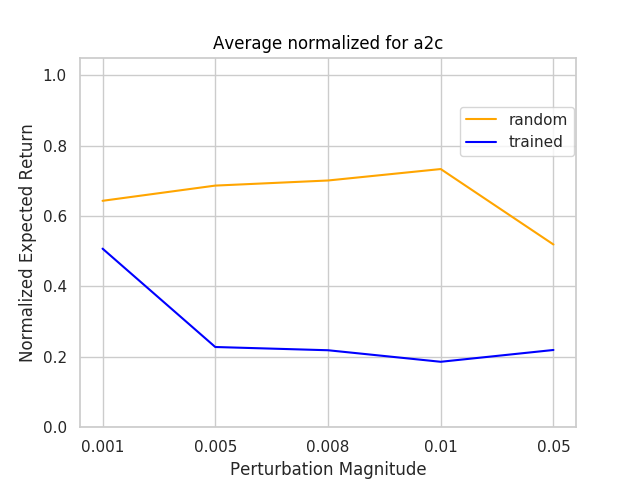 Average normalized for a2c
Normalized Expected Return
1.0
0.8
0.6
0.4
0.2
0.0
random
trained
0.001 0.005 0.008 0.01 0.05
Perturbation Magnitude